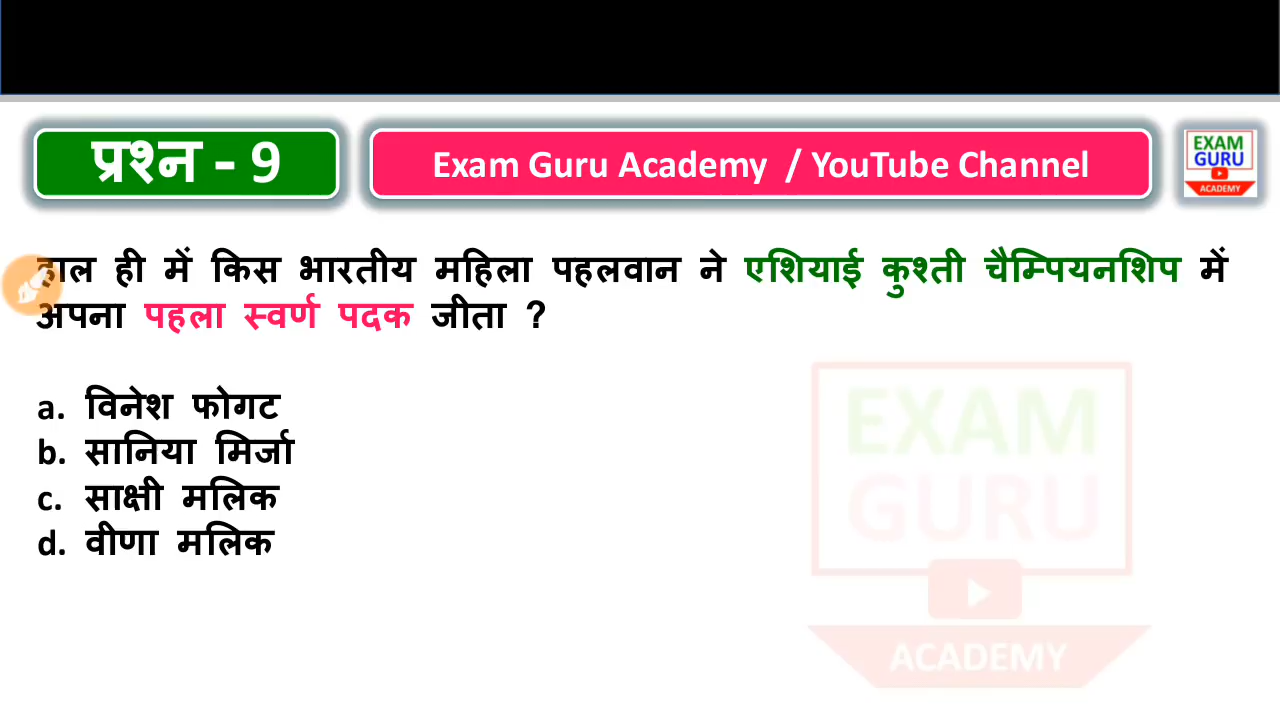 प्रश्न - 9
Exam Guru Academy / YouTube Channel
EXAM
GURU
ACADEMY
हाल ही में किस भारतीय महिला पहलवान ने एशियाई कुश्ती चैम्पियनशिप में
अपना पहला स्वर्ण पदक जीता ?
a. विनेश फोगट
b. सानिया मिर्जा
c. साक्षी मलिक
d. वीणा मलिक
EXAM
GURU
ACADEMY